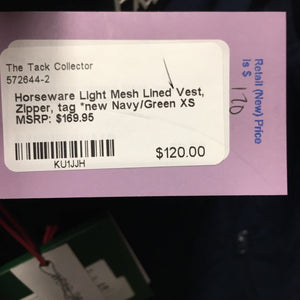 The Tack Collector
572644-2
Horseware Light Mesh Lined Vest,
Zipper, tag *new Navy/Green XS
MSRP: $169.95
KU1JJH
$120.00
Retail (New) Price
is $ 170